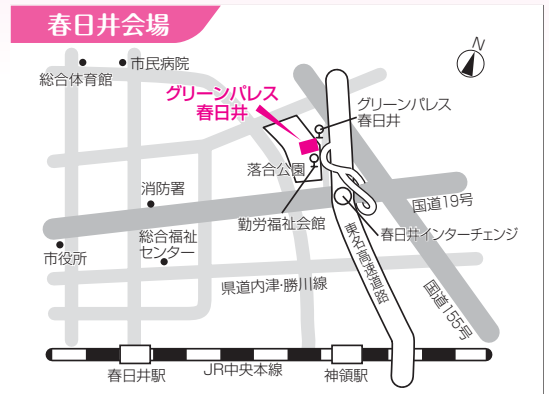 春日井会場
N
市民病院
総合体育館
グリーンパレス
春日井
グリーンパレス
春日井
落合公園
消防署
国道19号
勤労福祉会館
春日井インターチェンジ
総合福祉
センター
市役所
東名高速道路
県道内津・勝川線
国道155号
JR中央本線
春日井駅
神領駅